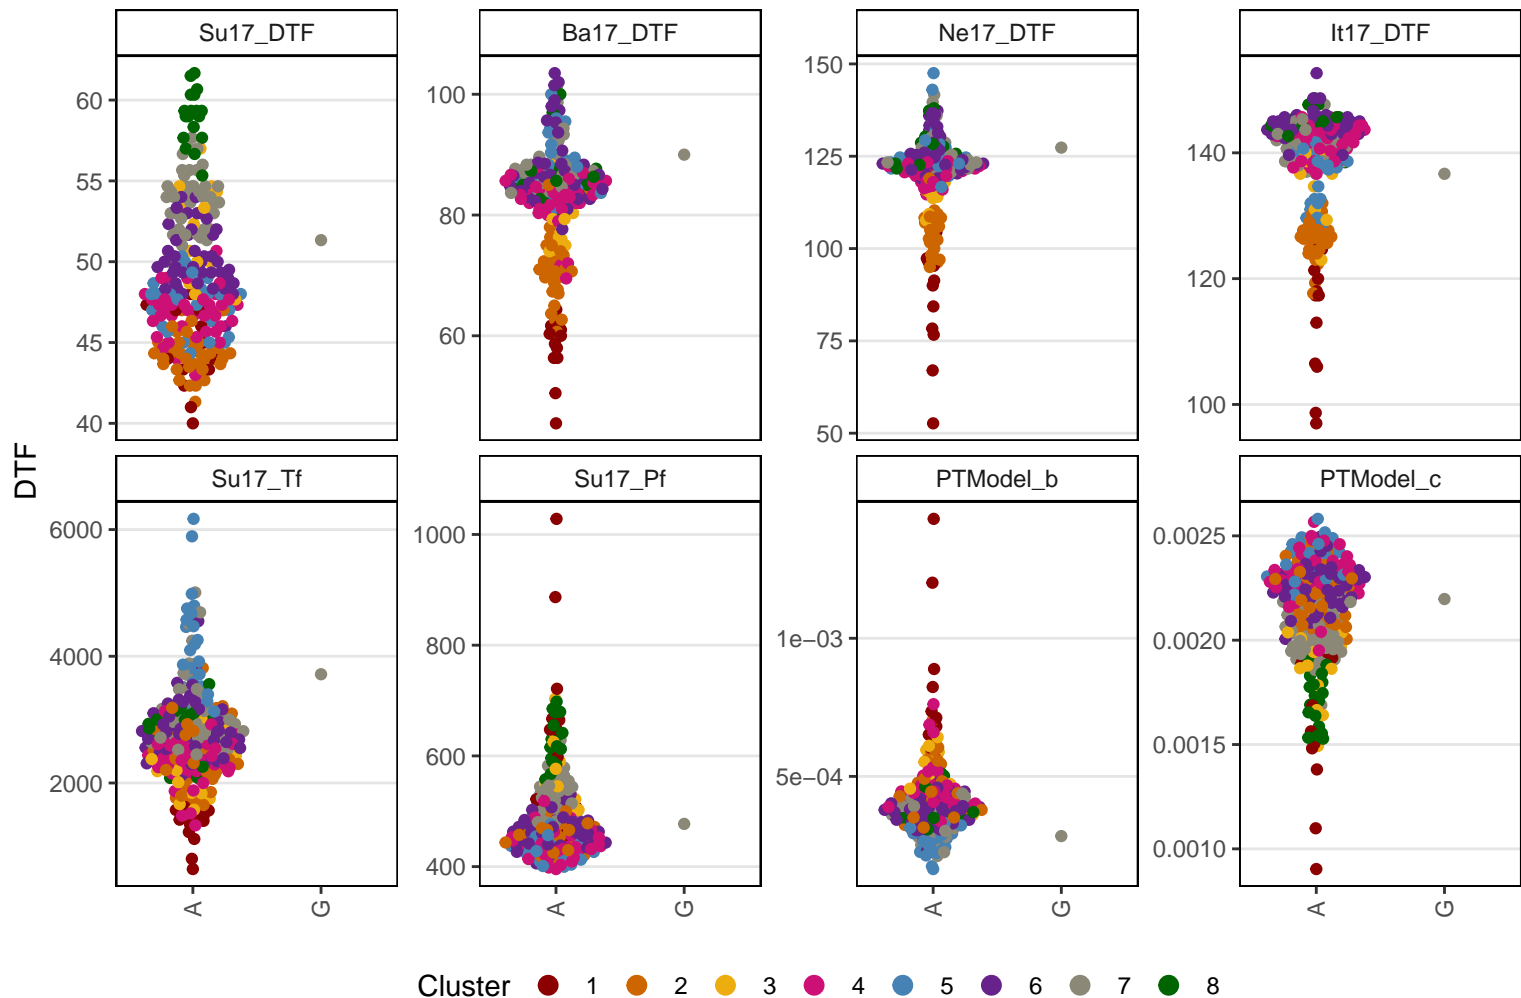 Su17_DTF
Ba17_DTF
Ne17_DTF
It17_DTF
60
55
50
45
40
100
80
60
150
125
100
75
50
140
120
100
DTF
Su17_Tf
Su17_Pf
PTModel_b
PTModel_c
6000
4000
2000
1000
800
600
400
1e−03
5e−04
0.0025
0.0020
0.0015
0.0010
A G A G A G A G
Cluster 1 2 3 4 5 6 7 8